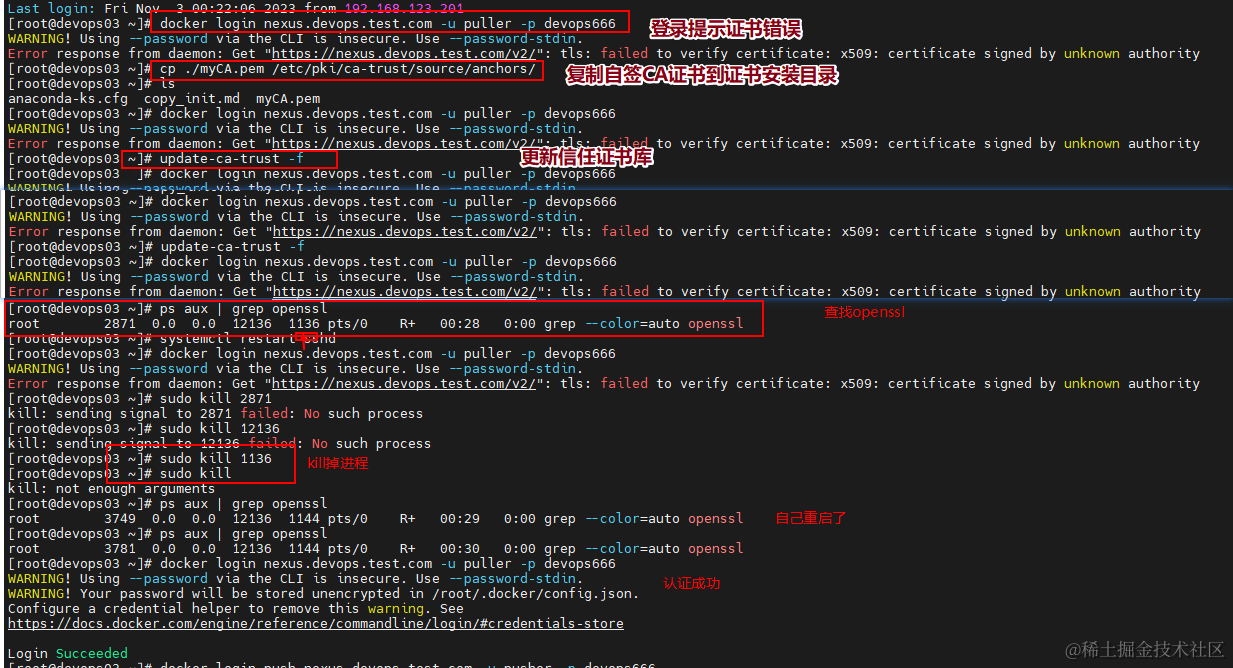 Last login: Fri Nov  3 00:22:06 2023 from 192.168.123.201
[root@devops03 ~]# docker login nexus.devops.test.com -u puller -p devops666
登录提示证书错误
WARNING! Using --password via the CLI is insecure. Use --password-stdin.
Error response from daemon: Get "https://nexus.devops.test.com/v2/": tls: failed to verify certificate: x509: certificate signed by unknown authority
[root@devops03 ~]# cp ./myCA.pem /etc/pki/ca-trust/source/anchors/
复制自签CA证书到证书安装目录
[root@devops03 ~]# ls
anaconda-ks.cfg  copy_init.md  myCA.pem
[root@devops03 ~]# docker login nexus.devops.test.com -u puller -p devops666
WARNING! Using --password via the CLI is insecure. Use --password-stdin.
Error response from daemon: Get "https://nexus.devops.test.com/v2/": tls: failed to verify certificate: x509: certificate signed by unknown authority
[root@devops03 ~]# update-ca-trust -f
更新信任证书库
[root@devops03 ]# docker login nexus.devops.test.com -u puller -p devops666
WARNING! Using --password via the CLI is insecure. Use --password-stdin.
[root@devops03 ~]# docker login nexus.devops.test.com -u puller -p devops666
WARNING! Using --password via the CLI is insecure. Use --password-stdin.
Error response from daemon: Get "https://nexus.devops.test.com/v2/": tls: failed to verify certificate: x509: certificate signed by unknown authority
[root@devops03 ~]# update-ca-trust -f
[root@devops03 ~]# docker login nexus.devops.test.com -u puller -p devops666
WARNING! Using --password via the CLI is insecure. Use --password-stdin.
Error response from daemon: Get "https://nexus.devops.test.com/v2/": tls: failed to verify certificate: x509: certificate signed by unknown authority
[root@devops03 ~]# ps aux | grep openssl
查找openssl
root        2871  0.0  0.0  12136  1136 pts/0    R+   00:28   0:00 grep --color=auto openssl
[root@devops03 ~]# systemctl restart sshd
[root@devops03 ~]# docker login nexus.devops.test.com -u puller -p devops666
WARNING! Using --password via the CLI is insecure. Use --password-stdin.
Error response from daemon: Get "https://nexus.devops.test.com/v2/": tls: failed to verify certificate: x509: certificate signed by unknown authority
[root@devops03 ~]# sudo kill 2871
kill: sending signal to 2871 failed: No such process
[root@devops03 ~]# sudo kill 12136
kill: sending signal to 12136 failed: No such process
[root@devops03 ~]# sudo kill 1136
kill掉进程
[root@devops03 ~]# sudo kill
kill: not enough arguments
[root@devops03 ~]# ps aux | grep openssl
root        3749  0.0  0.0  12136  1144 pts/0    R+   00:29   0:00 grep --color=auto openssl
自己重启了
[root@devops03 ~]# ps aux | grep openssl
root        3781  0.0  0.0  12136  1144 pts/0    R+   00:30   0:00 grep --color=auto openssl
[root@devops03 ~]# docker login nexus.devops.test.com -u puller -p devops666
WARNING! Using --password via the CLI is insecure. Use --password-stdin.
认证成功
WARNING! Your password will be stored unencrypted in /root/.docker/config.json.
Configure a credential helper to remove this warning. See
https://docs.docker.com/engine/reference/commandline/login/#credentials-store
Login Succeeded
[root@devops03 ~]# docker login push.nexus.devops.test.com -u pusher -p devops666
@稀土掘金技术社区